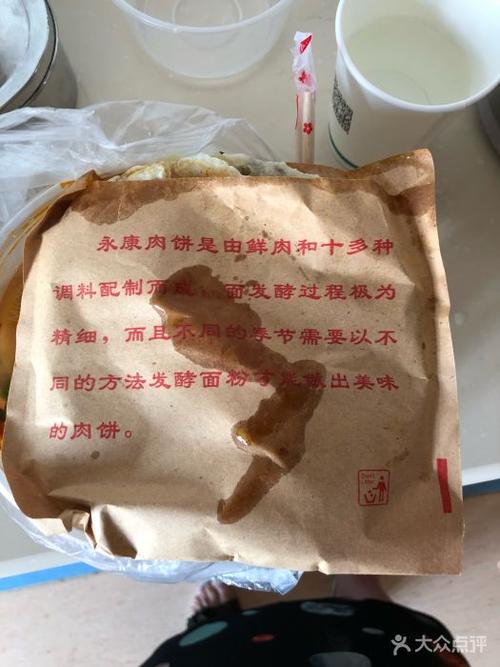 永康肉饼是由鲜肉和十多种
调料配制而成，面发酵过程极为
精细，而且不同的季节需要以不
同的方法发酵面粉才能做出美味
的肉饼。
大众点评